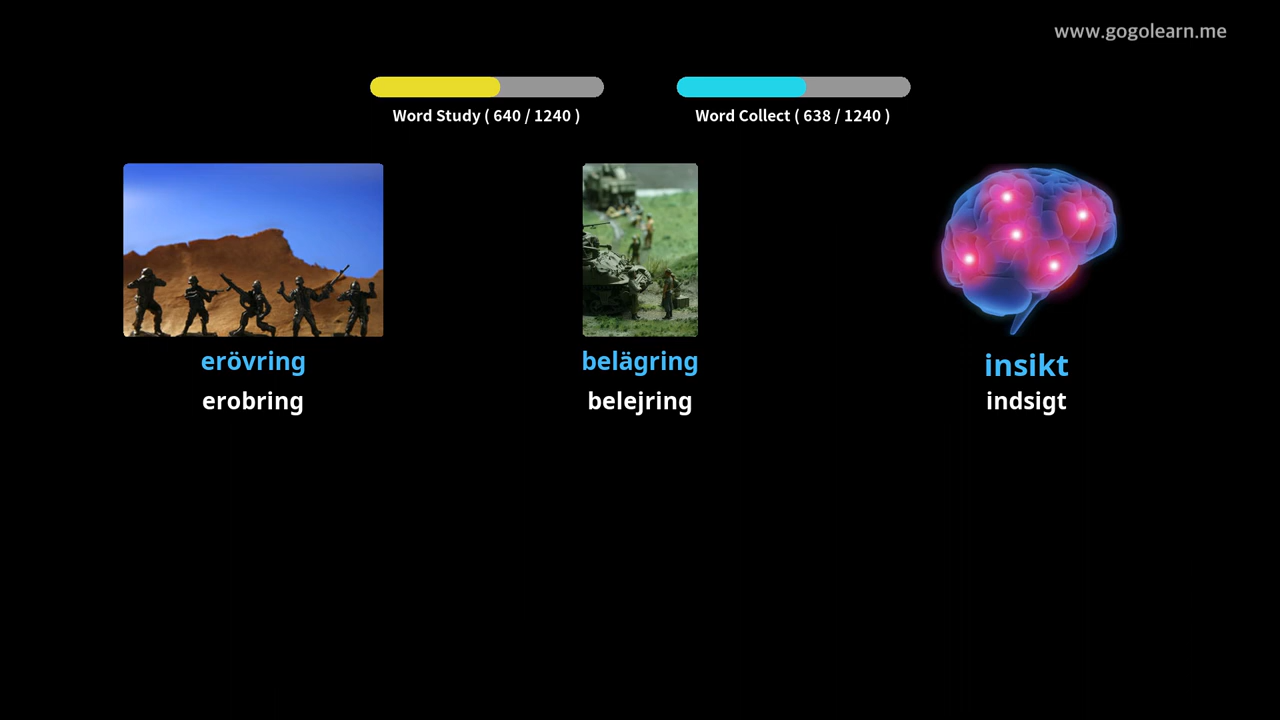 www.gogolearn.me
Word Study ( 640 / 1240 )
Word Collect ( 638 / 1240 )
erövring
erobring
belägring
belejring
insikt
indsigt